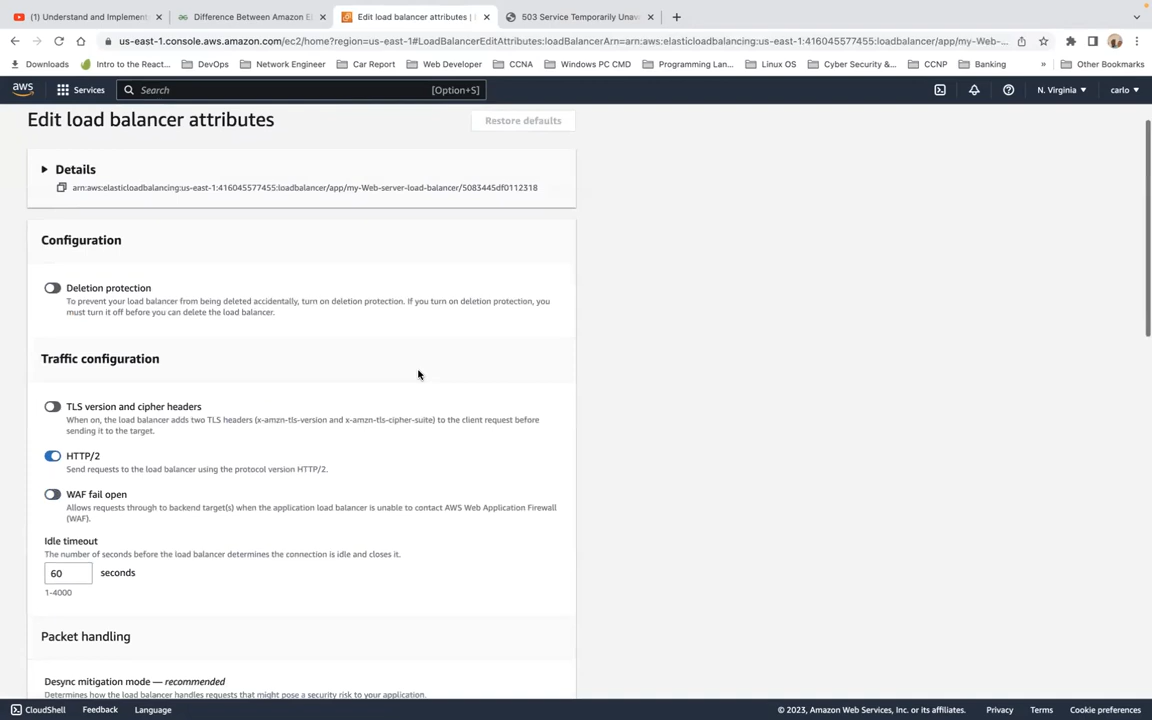 (1) Understand and Implement
Difference Between Amazon E
Edit load balancer attributes |
503 Service Temporarily Unav
us-east-1.console.aws.amazon.com/ec2/home?region=us-east-1#LoadBalancerEditAttributes:loadBalancerArn=arn:aws:elasticloadbalancing:us-east-1:416045577455:loadbalancer/app/my-Web-...
Downloads
Intro to the React...
DevOps
Network Engineer
Car Report
Web Developer
CCNA
Windows PC CMD
Programming Lan...
Linux OS
Cyber Security &...
CCNP
Banking
»
Other Bookmarks
aws
Services
Search
[Option+S]
N. Virginia
carlo
Edit load balancer attributes
Restore defaults
Details
arn:aws:elasticloadbalancing:us-east-1:416045577455:loadbalancer/app/my-Web-server-load-balancer/5083445df0112318
Configuration
Deletion protection
To prevent your load balancer from being deleted accidentally, turn on deletion protection. If you turn on deletion protection, you
must turn it off before you can delete the load balancer.
Traffic configuration
TLS version and cipher headers
When on, the load balancer adds two TLS headers (x-amzn-tls-version and x-amzn-tls-cipher-suite) to the client request before
sending it to the target.
HTTP/2
Send requests to the load balancer using the protocol version HTTP/2.
WAF fail open
Allows requests through to backend target(s) when the application load balancer is unable to contact AWS Web Application Firewall
(WAF).
Idle timeout
The number of seconds before the load balancer determines the connection is idle and closes it.
60
seconds
1-4000
Packet handling
Desync mitigation mode — recommended
Determines how the load balancer handles requests that might pose a security risk to your application.
CloudShell
Feedback
Language
© 2023, Amazon Web Services, Inc. or its affiliates.
Privacy
Terms
Cookie preferences